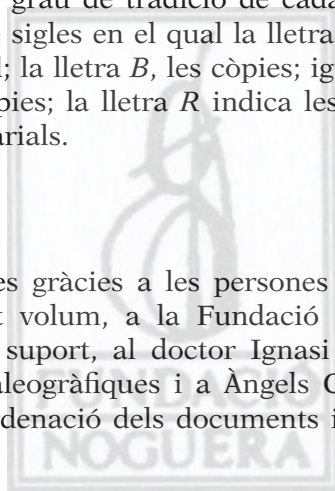 grau de tradició de cada
sigles en el qual la lletra
l; la lletra B, les còpies; ig
pies; la lletra R indica les
arials.
es gràcies a les persones
t volum, a la Fundació
suport, al doctor Ignasi
aleogràfiques i a Àngels C
denació dels documents i
FUNDACIÓ
NOGUERA